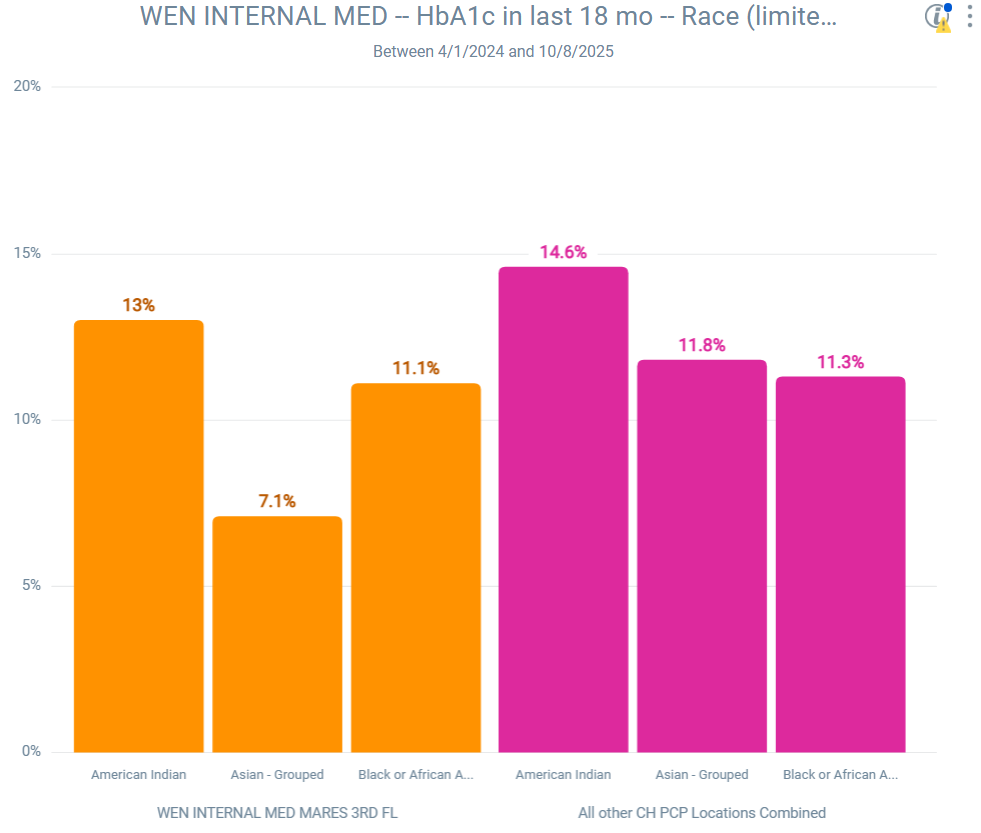 WEN INTERNAL MED -- HbA1c in last 18 mo -- Race (limite...
Between 4/1/2024 and 10/8/2025
20%
15%
10%
5%
0%
13%
7.1%
11.1%
14.6%
11.8%
11.3%
American Indian
Asian - Grouped
Black or African A...
American Indian
Asian - Grouped
Black or African A...
WEN INTERNAL MED MARES 3RD FL
All other CH PCP Locations Combined